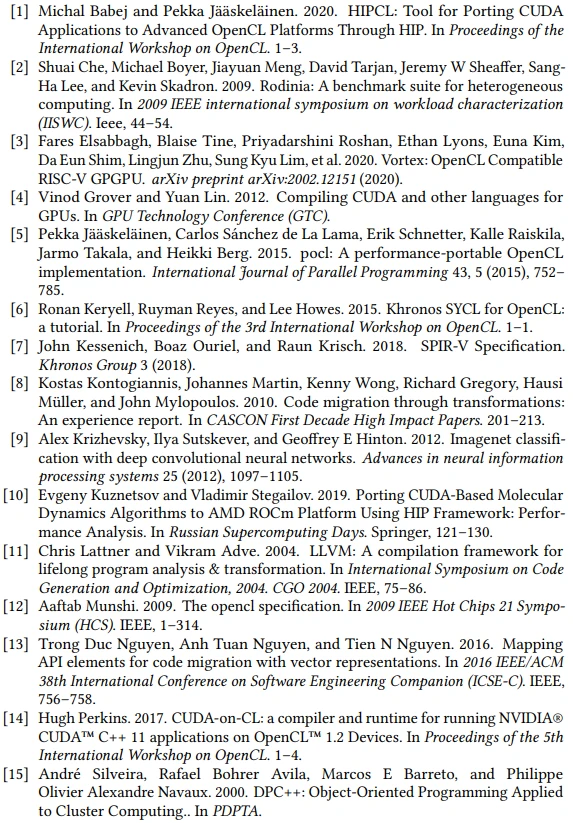 [1] Michal Babej and Pekka Jääskeläinen. 2020. HIPCL: Tool for Porting CUDA
Applications to Advanced OpenCL Platforms Through HIP. In Proceedings of the
International Workshop on OpenCL. 1–3.
[2] Shuai Che, Michael Boyer, Jiayuan Meng, David Tarjan, Jeremy W Sheaffer, Sang-
Ha Lee, and Kevin Skadron. 2009. Rodinia: A benchmark suite for heterogeneous
computing. In 2009 IEEE international symposium on workload characterization
(IISWC). Ieee, 44–54.
[3] Fares Elsabbagh, Blaise Tine, Priyadarshini Roshan, Ethan Lyons, Euna Kim,
Da Eun Shim, Lingjun Zhu, Sung Kyu Lim, et al. 2020. Vortex: OpenCL Compatible
RISC-V GPGPU. arXiv preprint arXiv:2002.12151 (2020).
[4] Vinod Grover and Yuan Lin. 2012. Compiling CUDA and other languages for
GPUs. In GPU Technology Conference (GTC).
[5] Pekka Jääskeläinen, Carlos Sánchez de La Lama, Erik Schnetter, Kalle Raiskila,
Jarmo Takala, and Heikki Berg. 2015. pocl: A performance-portable OpenCL
implementation. International Journal of Parallel Programming 43, 5 (2015), 752–
785.
[6] Ronan Keryell, Ruyman Reyes, and Lee Howes. 2015. Khronos SYCL for OpenCL:
a tutorial. In Proceedings of the 3rd International Workshop on OpenCL. 1–1.
[7] John Kessenich, Boaz Ouriel, and Raun Krisch. 2018. SPIR-V Specification.
Khronos Group 3 (2018).
[8] Kostas Kontogiannis, Johannes Martin, Kenny Wong, Richard Gregory, Hausi
Müller, and John Mylopoulos. 2010. Code migration through transformations:
An experience report. In CASCON First Decade High Impact Papers. 201–213.
[9] Alex Krizhevsky, Ilya Sutskever, and Geoffrey E Hinton. 2012. Imagenet classifi-
cation with deep convolutional neural networks. Advances in neural information
processing systems 25 (2012), 1097–1105.
[10] Evgeny Kuznetsov and Vladimir Stegailov. 2019. Porting CUDA-Based Molecular
Dynamics Algorithms to AMD ROCm Platform Using HIP Framework: Perfor-
mance Analysis. In Russian Supercomputing Days. Springer, 121–130.
[11] Chris Lattner and Vikram Adve. 2004. LLVM: A compilation framework for
lifelong program analysis & transformation. In International Symposium on Code
Generation and Optimization, 2004. CGO 2004. IEEE, 75–86.
[12] Aaftab Munshi. 2009. The opencl specification. In 2009 IEEE Hot Chips 21 Sympo-
sium (HCS). IEEE, 1–314.
[13] Trong Duc Nguyen, Anh Tuan Nguyen, and Tien N Nguyen. 2016. Mapping
API elements for code migration with vector representations. In 2016 IEEE/ACM
38th International Conference on Software Engineering Companion (ICSE-C). IEEE,
756–758.
[14] Hugh Perkins. 2017. CUDA-on-CL: a compiler and runtime for running NVIDIA®
CUDA™ C++ 11 applications on OpenCL™ 1.2 Devices. In Proceedings of the 5th
International Workshop on OpenCL. 1–4.
[15] André Silveira, Rafael Bohrer Avila, Marcos E Barreto, and Philippe
Olivier Alexandre Navaux. 2000. DPC++: Object-Oriented Programming Applied
to Cluster Computing.. In PDPTA.